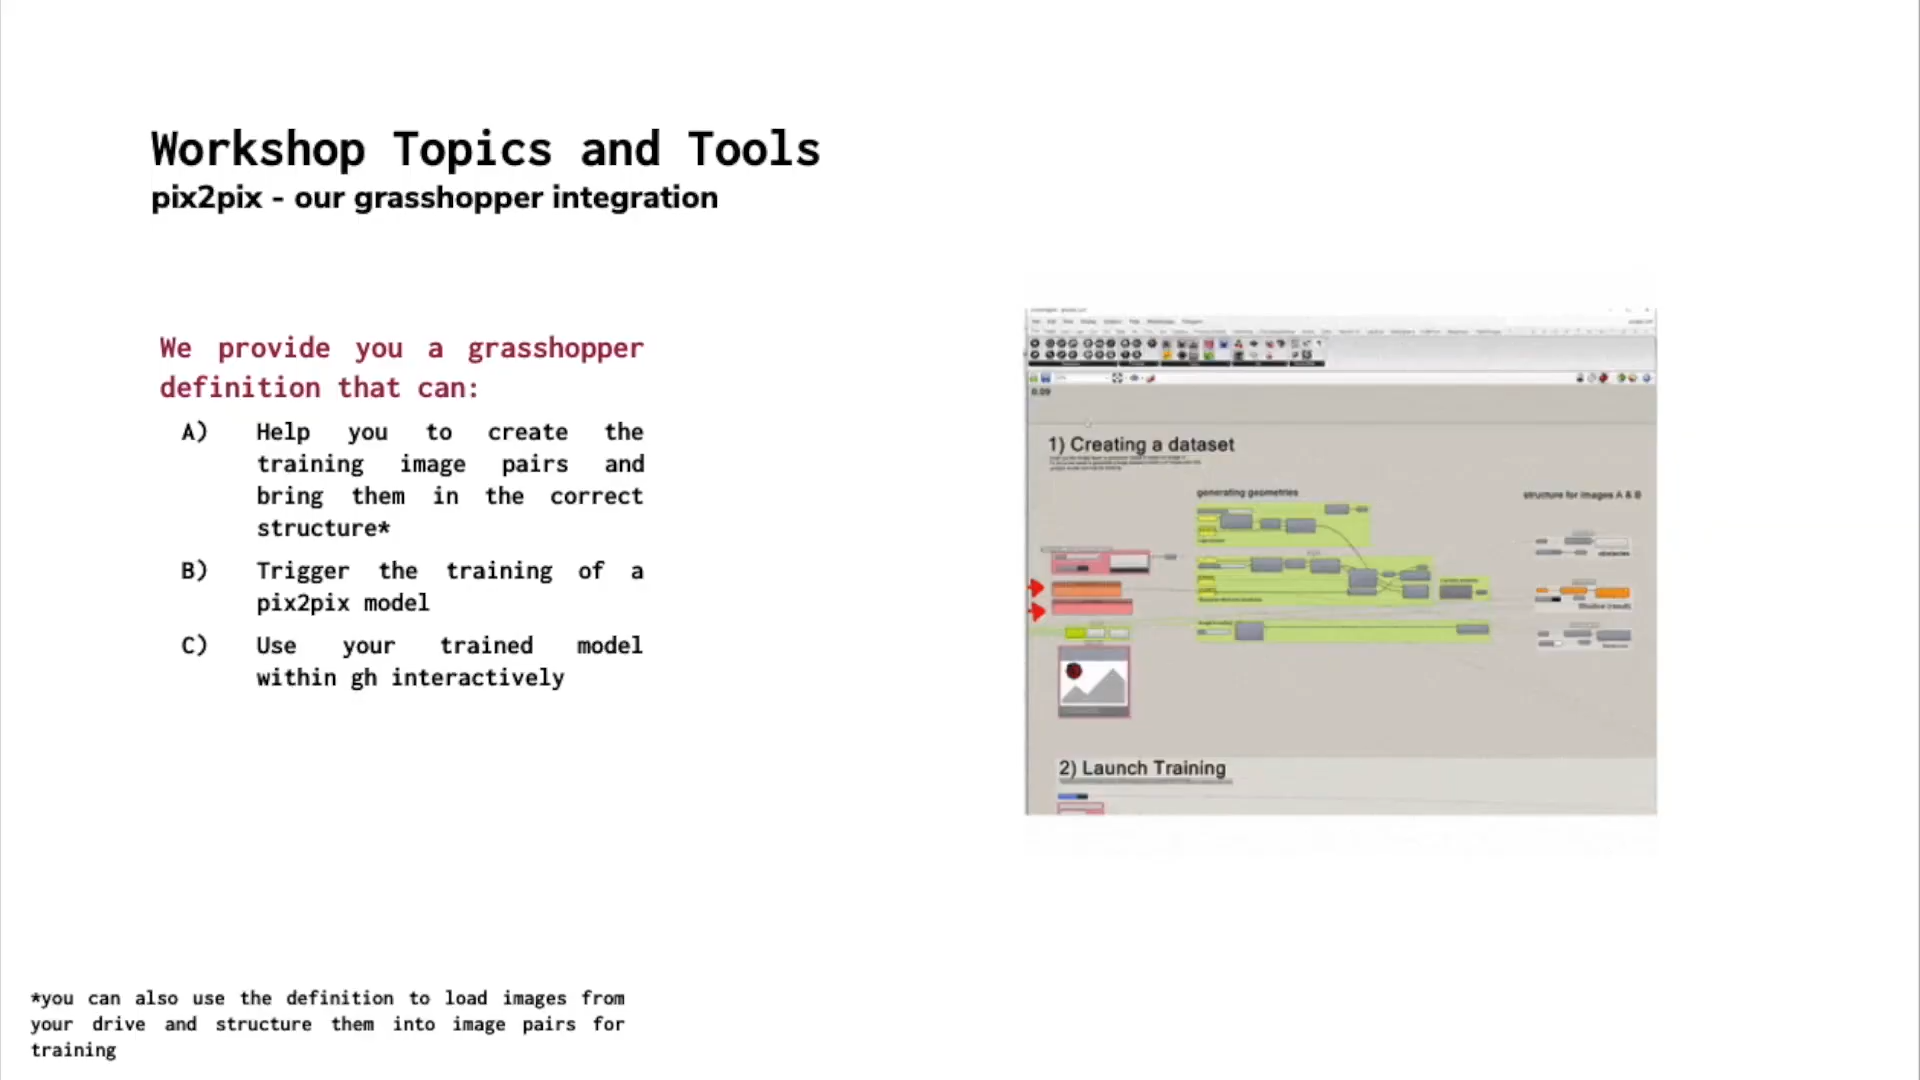 Workshop Topics and Tools
pix2pix - our grasshopper integration
We provide you a grasshopper
definition that can:
A) Help you to create the
training image pairs and
bring them in the correct
structure*
B) Trigger the training of a
pix2pix model
C) Use your trained model
within gh interactively
1) Creating a dataset
generating geometries
structure for images A & B
2) Launch Training
*you can also use the definition to load images from
your drive and structure them into image pairs for
training